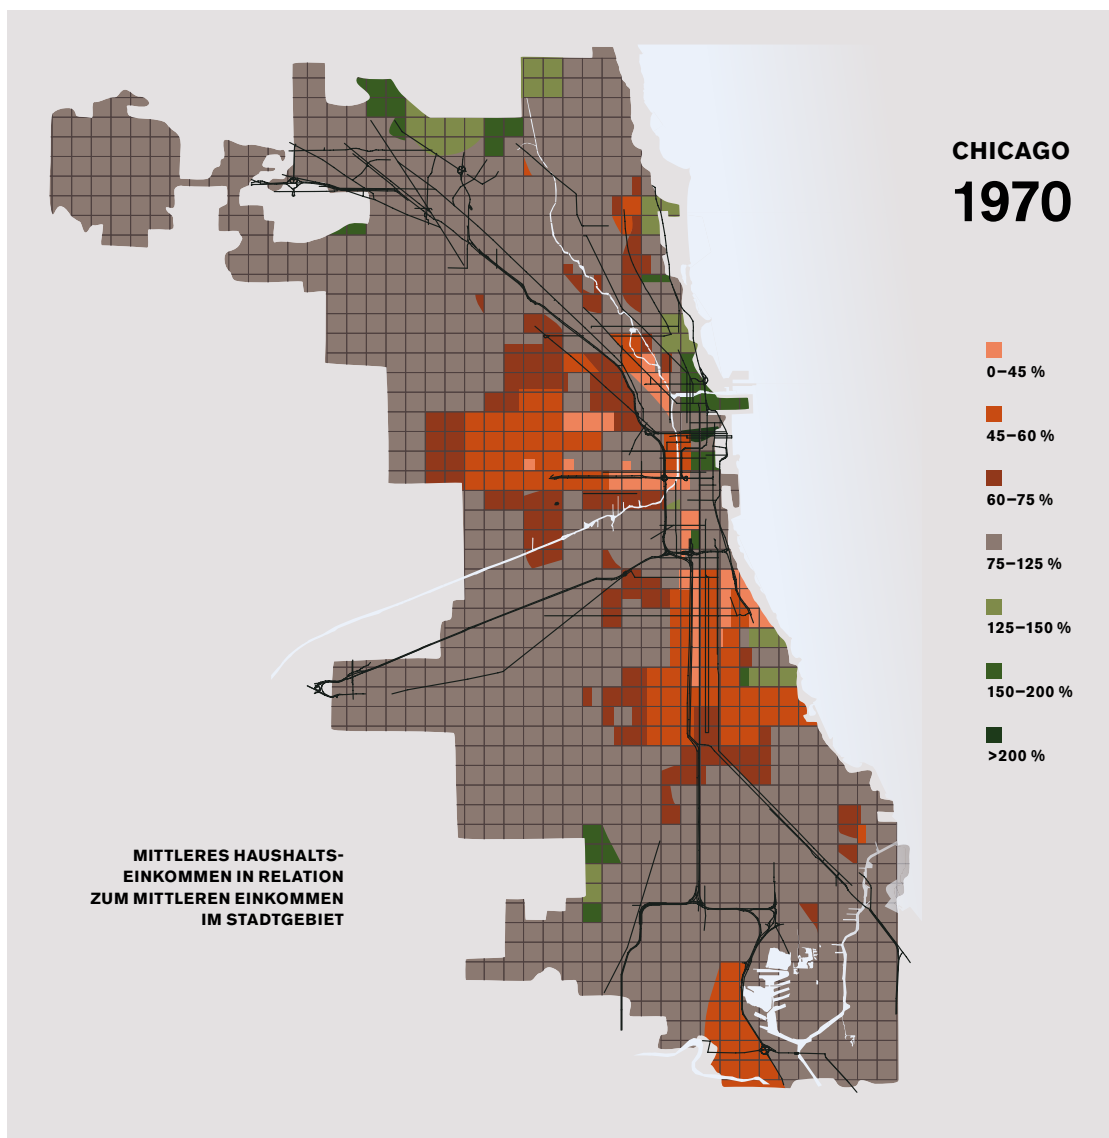 CHICAGO
1970
0–45 %
45–60 %
60–75 %
75–125 %
125–150 %
150–200 %
>200 %
MITTLERES HAUSHALTS-
EINKOMMEN IN RELATION
ZUM MITTLEREN EINKOMMEN
IM STADTGEBIET